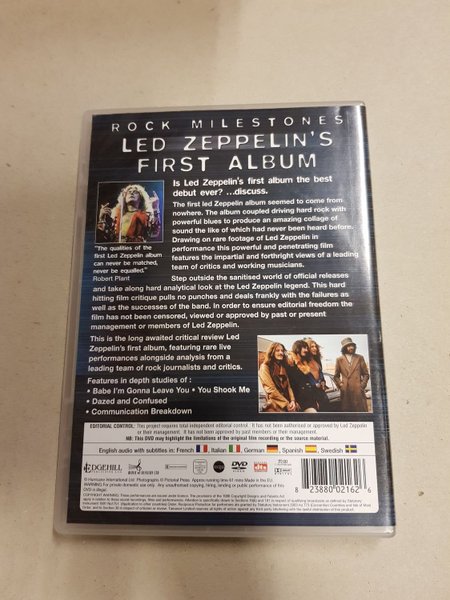 ROCK MILESTONES
LED ZEPPELIN'S
FIRST ALBUM
Is Led Zeppelin's first album the best
debut ever? ...discuss.
The first led Zeppelin album seemed to come from
nowhere. The album coupled driving hard rock with
powerful blues to produce an amazing collage of
sound the like of which had never been heard before.
Drawing on rare footage of Led Zeppelin in
performance this powerful and penetrating film
features the impartial and forthright views of a leading
team of critics and working musicians.
"The qualities of the
first Led Zeppelin album
can never be matched,
never be equalled."
Robert Plant
Step outside the sanitised world of official releases
and take along hard analytical look at the Led Zeppelin legend. This hard
hitting film critique pulls no punches and deals frankly with the failures as
well as the successes of the band. In order to ensure editorial freedom the
film has not been censored, viewed or approved by past or present
management or members of Led Zeppelin.
This is the long awaited critical review Led
Zeppelin's first album, featuring rare live
performances alongside analysis from a
leading team of rock journalists and critics.
Features in depth studies of :
• Babe I'm Gonna Leave You • You Shook Me
• Dazed and Confused
• Communication Breakdown
EDITORIAL CONTROL: This project requires total independent editorial control. It has not been authorised or approved by Led Zeppelin
or their management. It has not been approved by past members or their management.
NB: This DVD may highlight the limitations of the original film recording or the source material.
English audio with subtitles in: French Italian German Spanish Swedish
EDGEHILL
DVD
dts
8 23880 02162 6